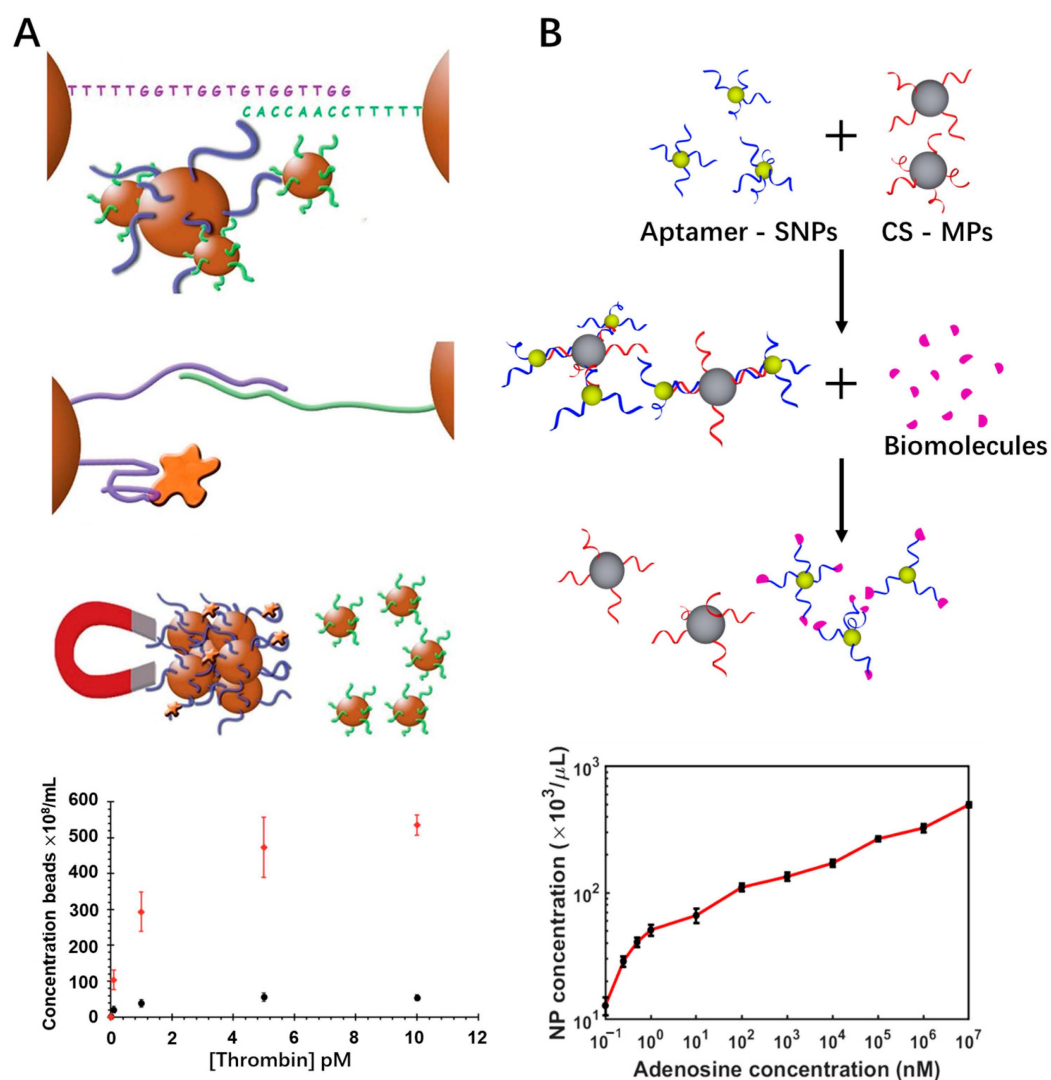 A
TTTTTGGTTGGTGTGGTTGG
CACCAACCTTTTT
Concentration beads ×10⁸/mL
600
500
400
300
200
100
0
0 2 4 6 8 10 12
[Thrombin] pM
B
+
Aptamer - SNPs CS - MPs
+
Biomolecules
NP concentration (×10³/μL)
10³
10²
10¹
10⁻¹ 10⁰ 10¹ 10² 10³ 10⁴ 10⁵ 10⁶ 10⁷
Adenosine concentration (nM)